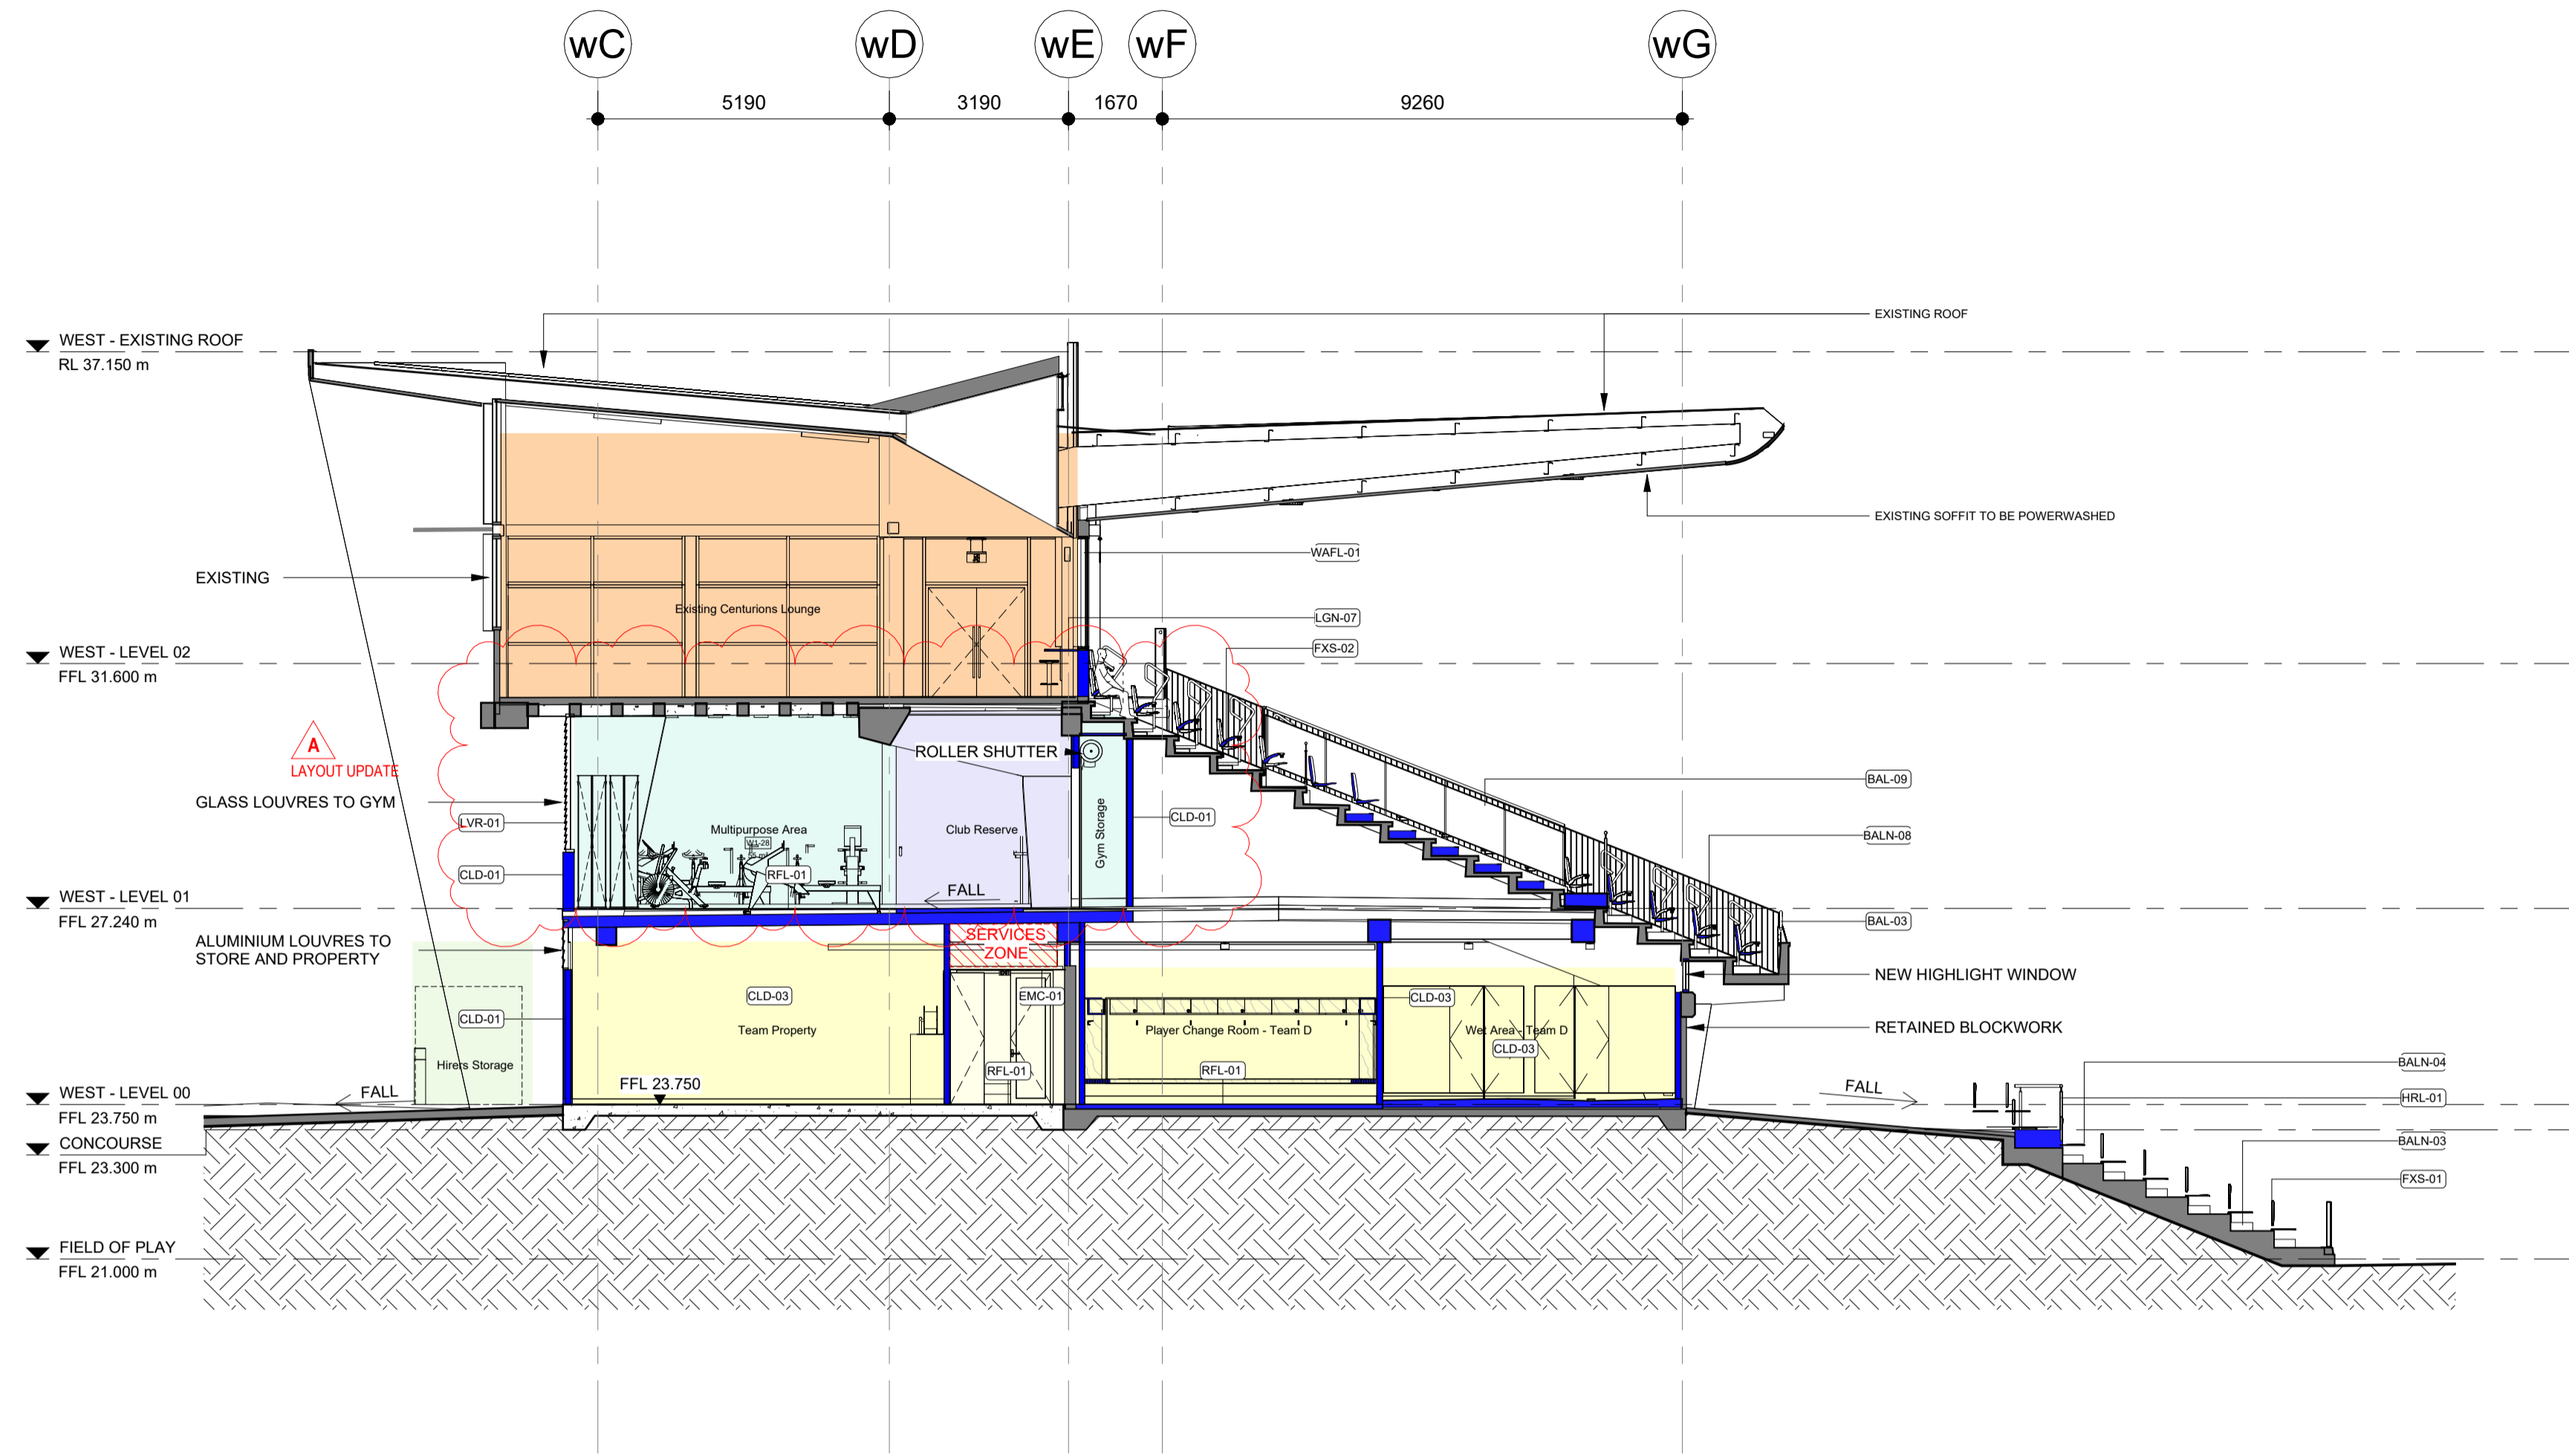 wC
wD
wE
wF
wG
5190
3190
1670
9260
EXISTING ROOF
WEST - EXISTING ROOF
RL 37.150 m
EXISTING SOFFIT TO BE POWERWASHED
WAFL-01
EXISTING
Existing Centurions Lounge
LGN-07
FXS-02
WEST - LEVEL 02
FFL 31.600 m
A
LAYOUT UPDATE
ROLLER SHUTTER
BAL-09
GLASS LOUVRES TO GYM
LVR-01
CLD-01
Multipurpose Area
W1-28
Club Reserve
Gym Storage
BALN-08
CLD-01
RFL-01
FALL
WEST - LEVEL 01
FFL 27.240 m
BAL-03
ALUMINIUM LOUVRES TO
STORE AND PROPERTY
SERVICES
ZONE
NEW HIGHLIGHT WINDOW
CLD-03
EMC-01
CLD-03
CLD-01
Team Property
Player Change Room - Team D
Wet Area - Team D
RETAINED BLOCKWORK
CLD-03
Hirers Storage
RFL-01
RFL-01
BALN-04
FFL 23.750
WEST - LEVEL 00
FFL 23.750 m
FALL
FALL
HRL-01
CONCOURSE
FFL 23.300 m
BALN-03
FXS-01
FIELD OF PLAY
FFL 21.000 m